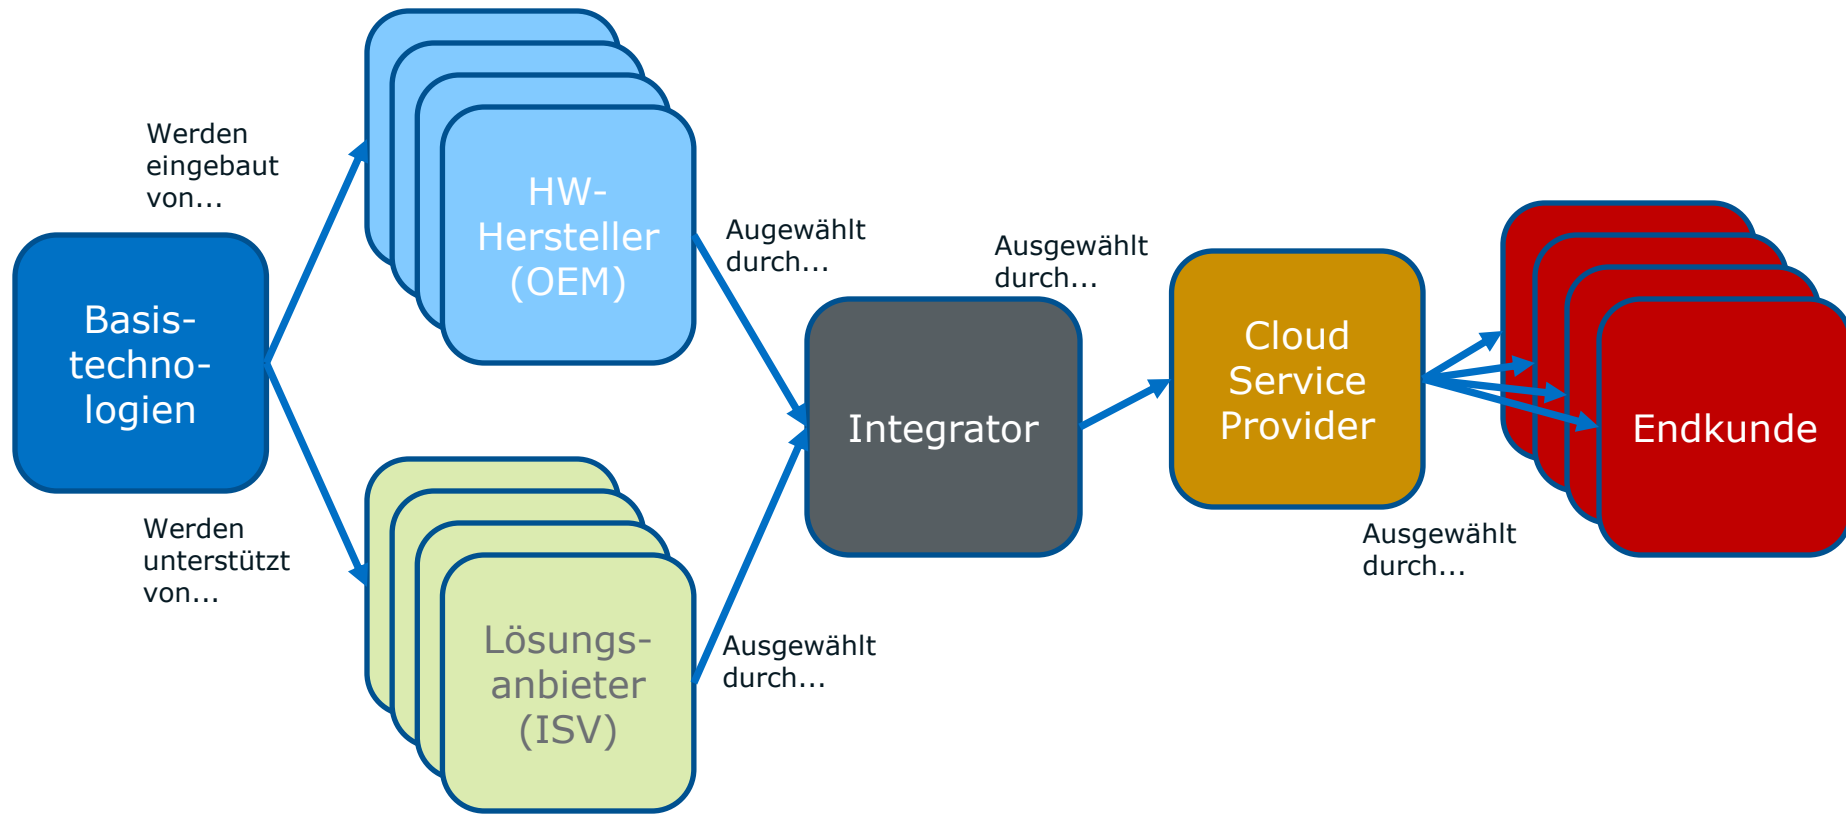 Werden
eingebaut
von...
Basis-
techno-
logien
Werden
unterstützt
von...
HW-
Hersteller
(OEM)
Lösungs-
anbieter
(ISV)
Augewählt
durch...
Ausgewählt
durch...
Integrator
Ausgewählt
durch...
Cloud
Service
Provider
Ausgewählt
durch...
Endkunde